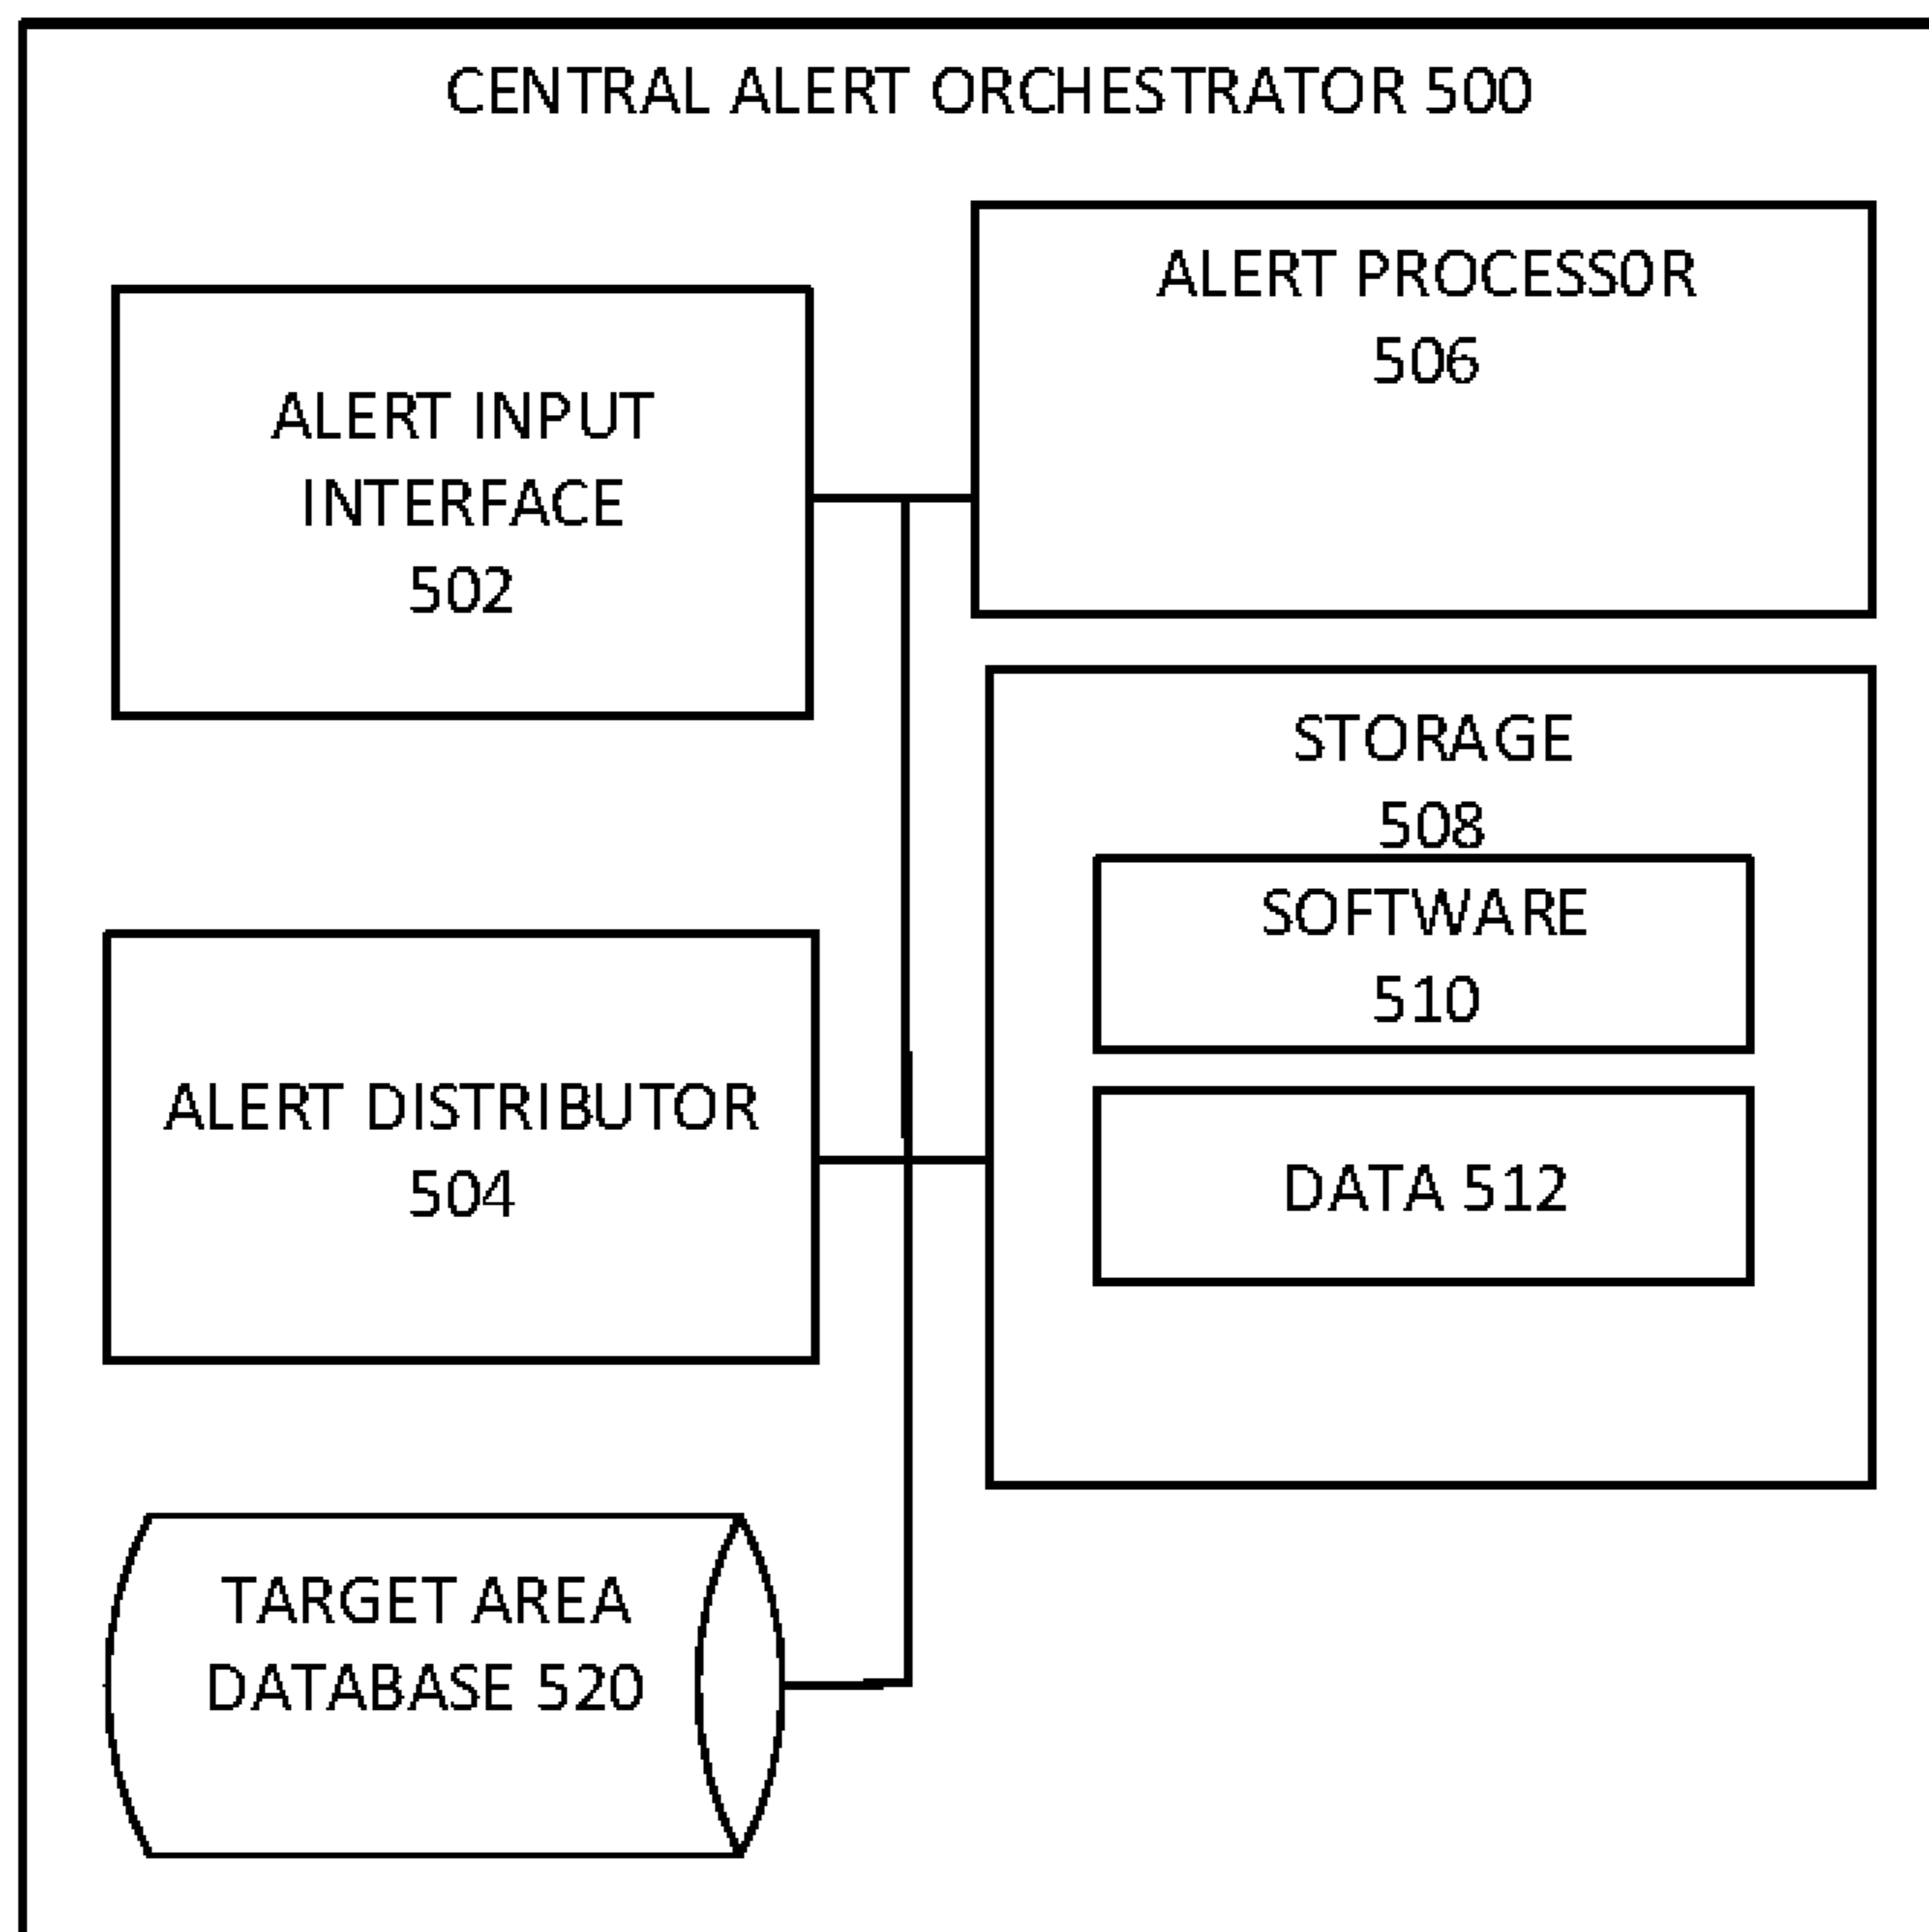 CENTRAL ALERT ORCHESTRATOR 500
ALERT INPUT
INTERFACE
502
ALERT PROCESSOR
506
STORAGE
508
SOFTWARE
510
DATA 512
ALERT DISTRIBUTOR
504
TARGET AREA
DATABASE 520